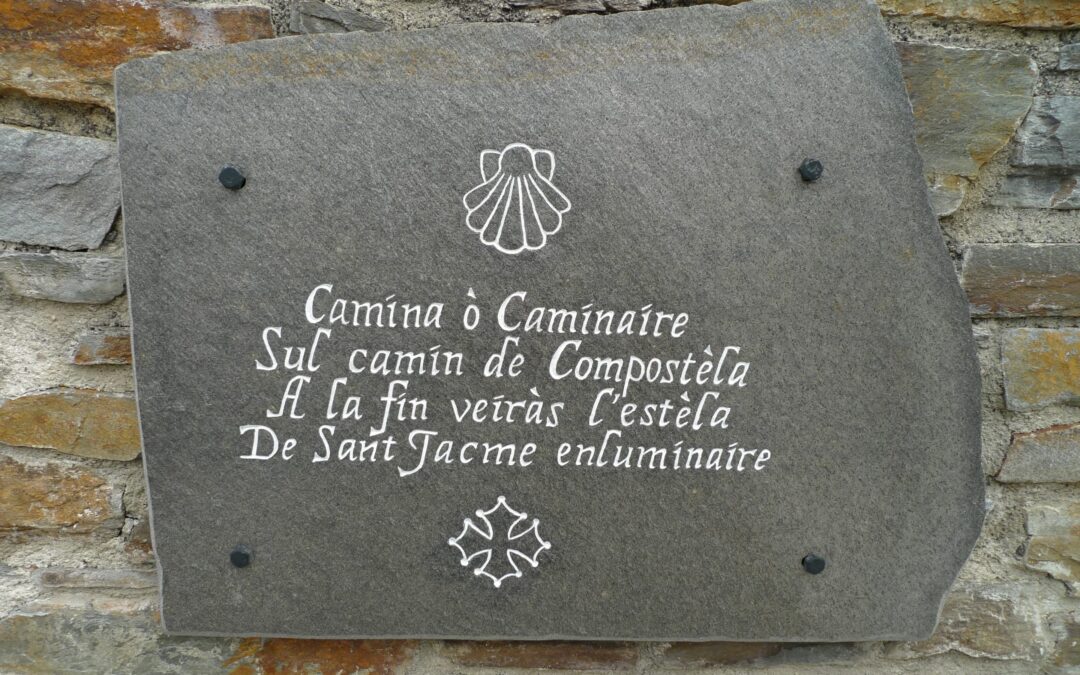 Camina ò Caminaire
Sul camin de Compostèla
A la fin veiràs l'estèla
De Sant Jacme enluminaire